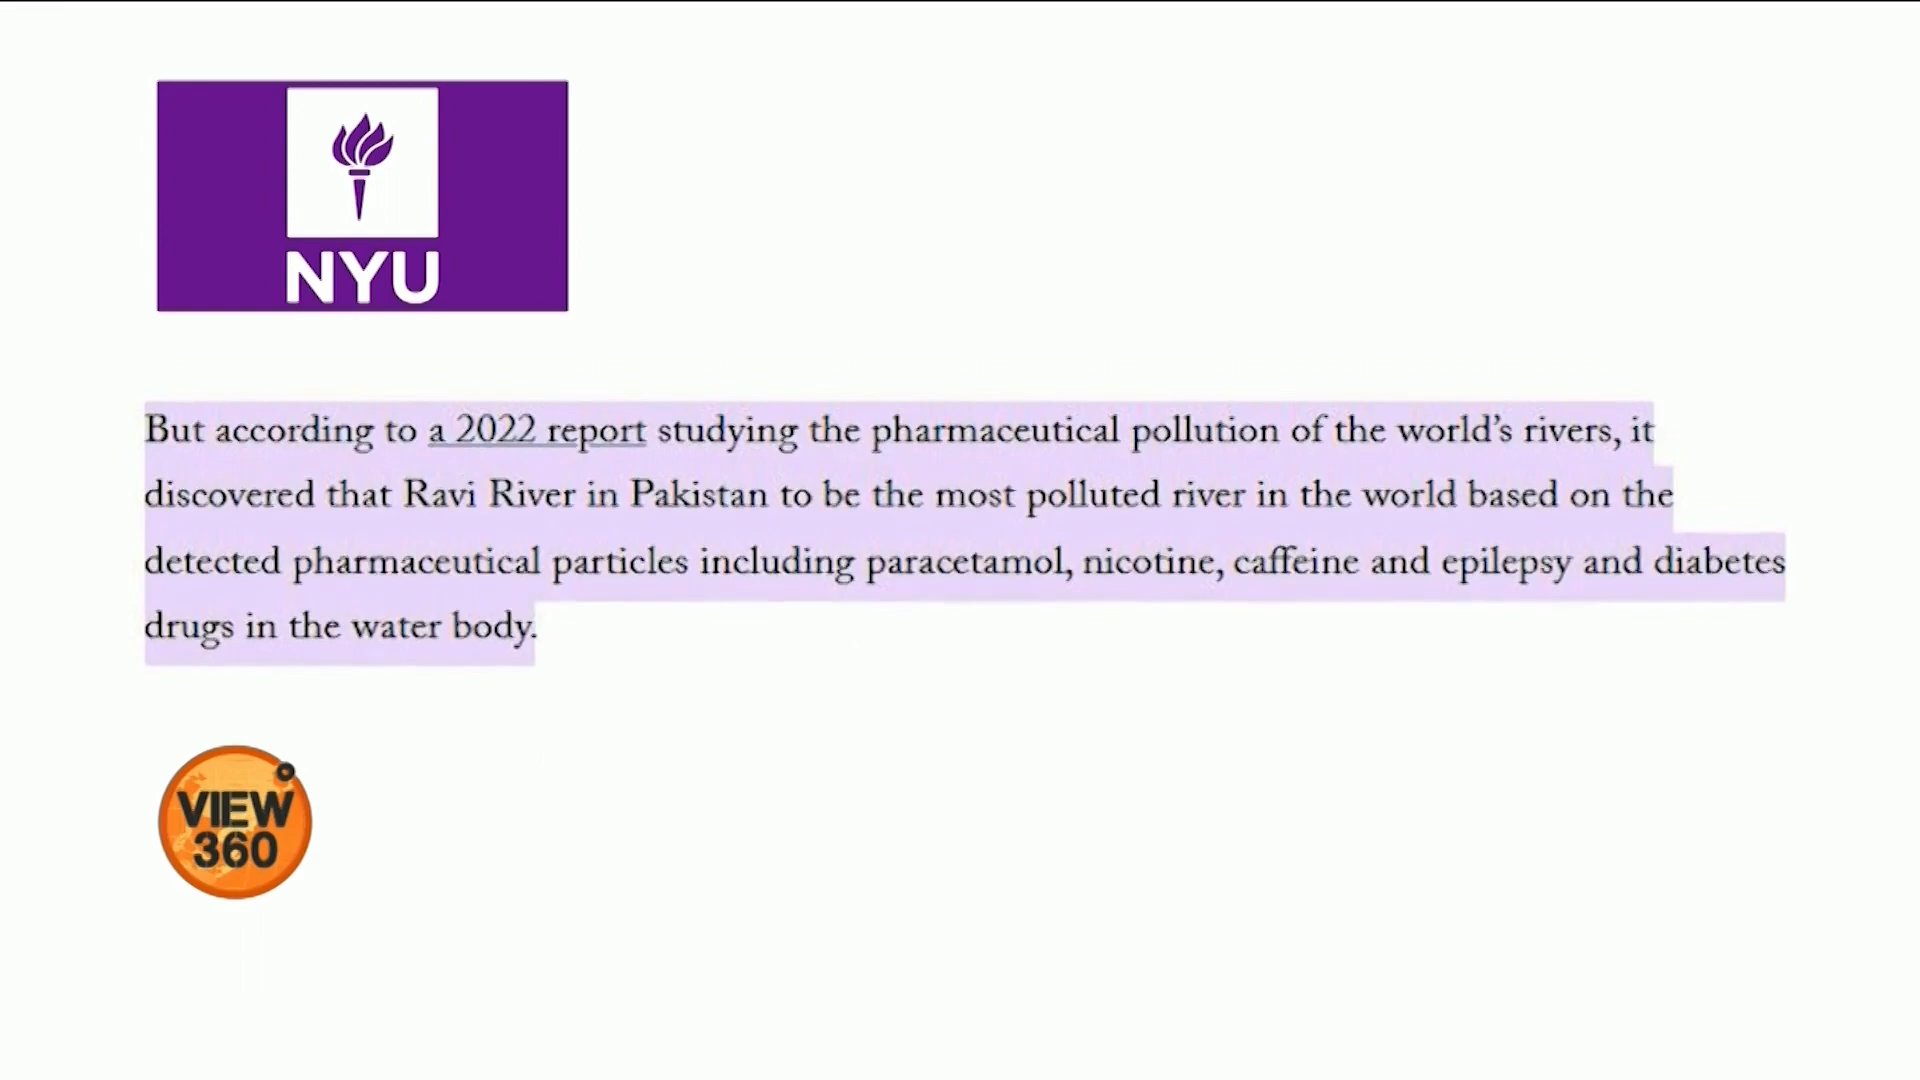 NYU
But according to a 2022 report studying the pharmaceutical pollution of the world’s rivers, it
discovered that Ravi River in Pakistan to be the most polluted river in the world based on the
detected pharmaceutical particles including paracetamol, nicotine, caffeine and epilepsy and diabetes
drugs in the water body.
VIEW
360